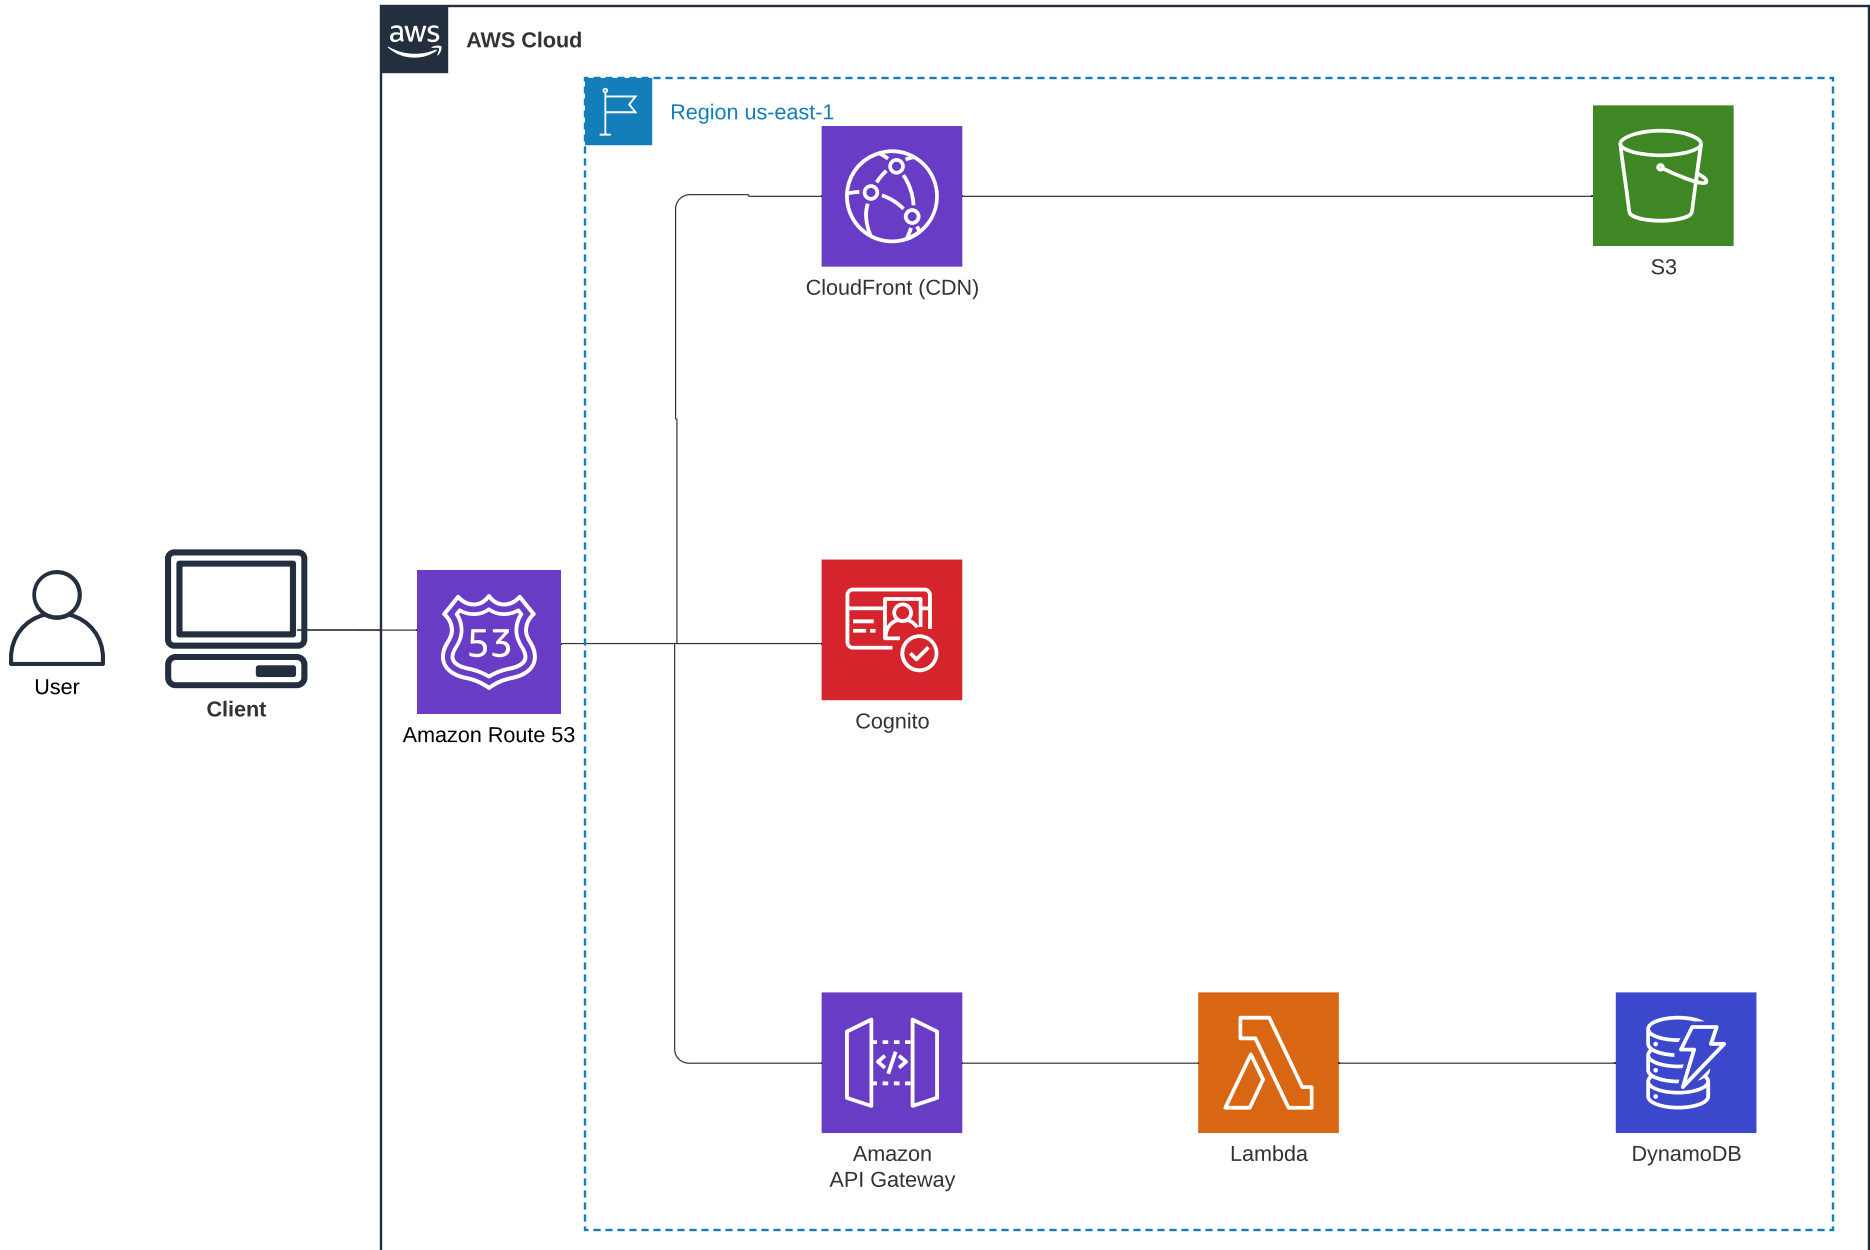 aws
AWS Cloud
Region us-east-1
CloudFront (CDN)
S3
53
User
Client
Amazon Route 53
Cognito
</>
Amazon
API Gateway
Lambda
DynamoDB